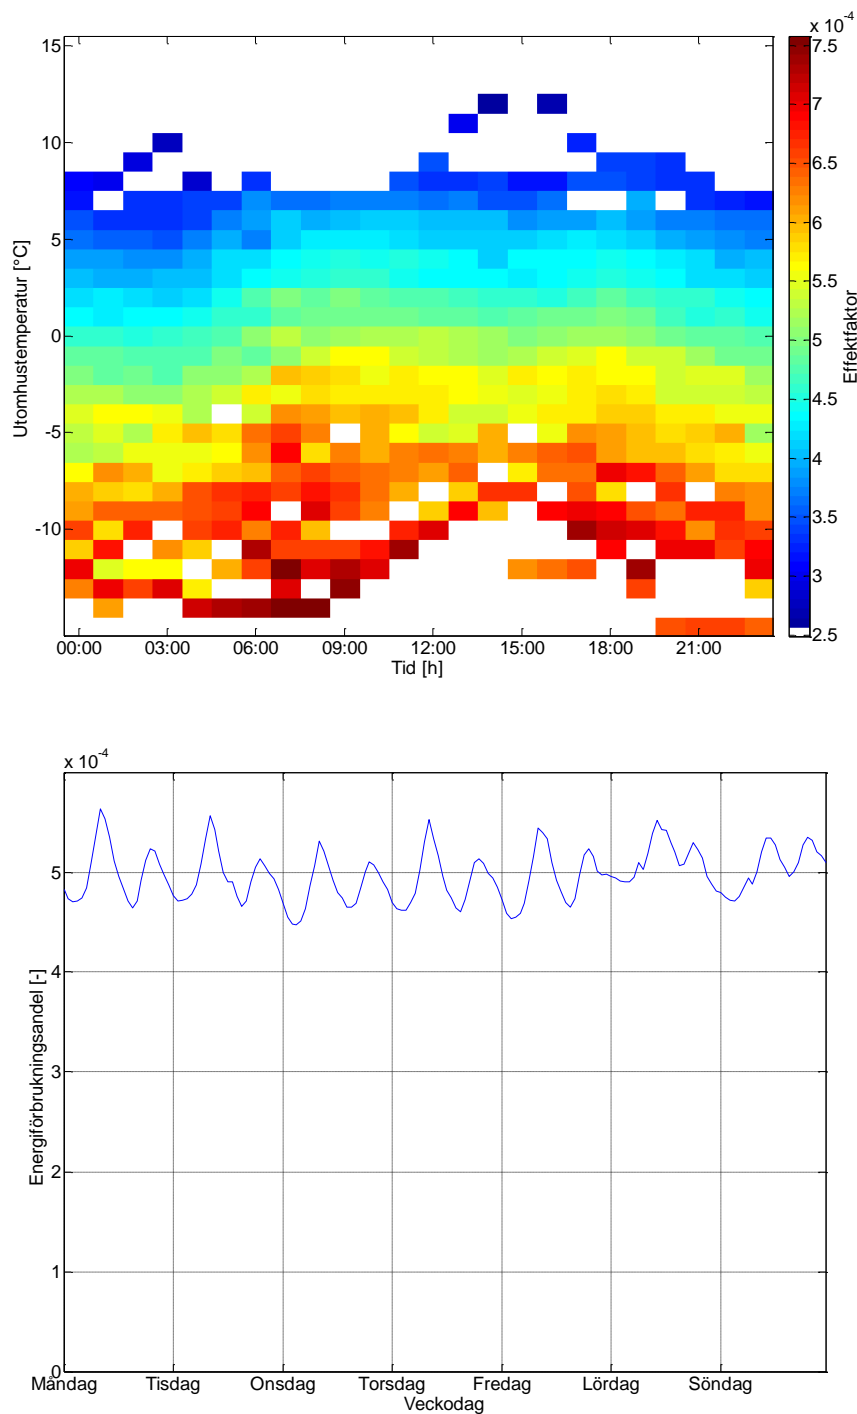 x 10-4
15
10
5
0
-5
-10
Utomhustemperatur [°C]
00:00 03:00 06:00 09:00 12:00 15:00 18:00 21:00
Tid [h]
7.5
7
6.5
6
5.5
5
4.5
4
3.5
3
2.5
Effektfaktor
x 10-4
5
4
3
2
1
0
Energiförbrukningsandel [-]
Måndag Tisdag Onsdag Torsdag Fredag Lördag Söndag
Veckodag